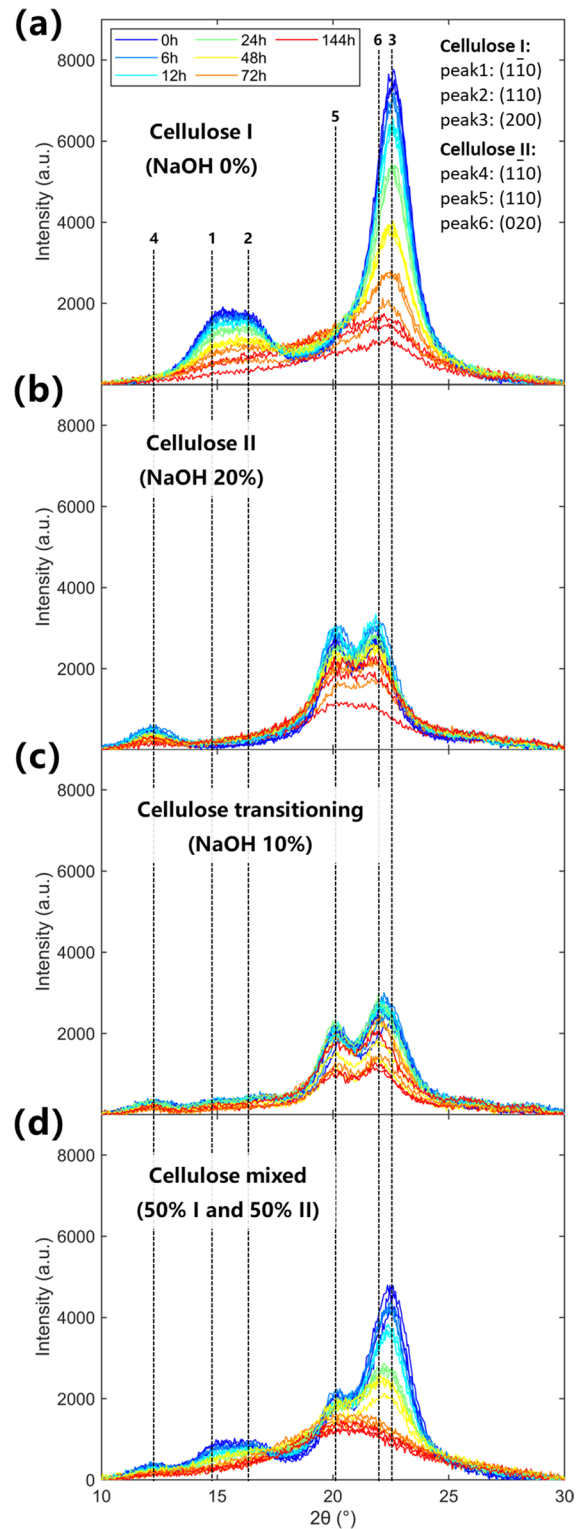 (a)
0h 24h 144h
6h 48h
12h 72h
6 3
Cellulose I:
peak1: (11̅0)
peak2: (110)
peak3: (200)
Cellulose II:
peak4: (11̅0)
peak5: (110)
peak6: (020)
Cellulose I
(NaOH 0%)
5
4 1 2
8000
6000
4000
2000
Intensity (a.u.)
(b)
Cellulose II
(NaOH 20%)
8000
6000
4000
2000
Intensity (a.u.)
(c)
Cellulose transitioning
(NaOH 10%)
8000
6000
4000
2000
Intensity (a.u.)
(d)
Cellulose mixed
(50% I and 50% II)
8000
6000
4000
2000
0
Intensity (a.u.)
10 15 20 25 30
2θ (°)